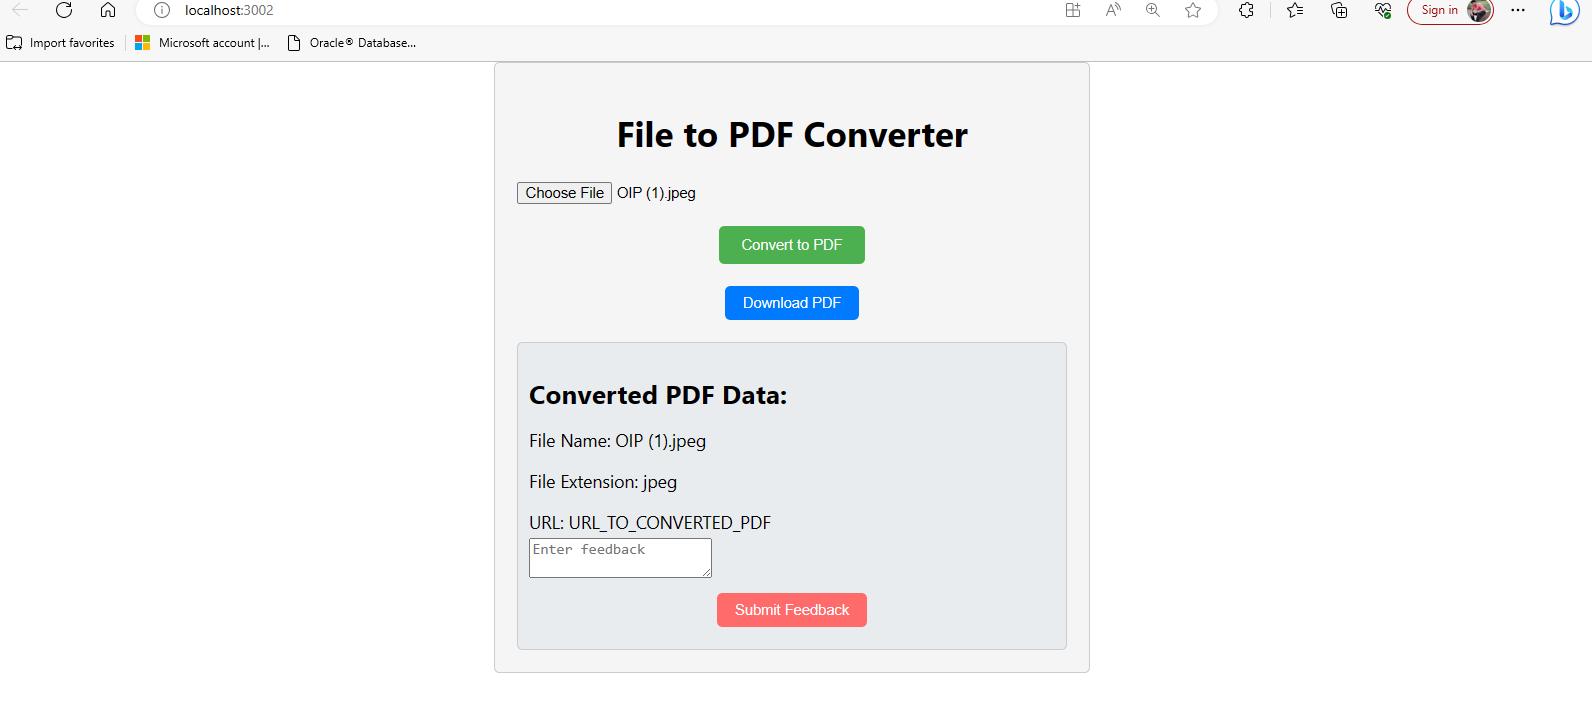 localhost:3002
Sign in
Import favorites
Microsoft account |...
Oracle® Database...
File to PDF Converter
Choose File OIP (1).jpeg
Convert to PDF
Download PDF
Converted PDF Data:
File Name: OIP (1).jpeg
File Extension: jpeg
URL: URL_TO_CONVERTED_PDF
Enter feedback
Submit Feedback